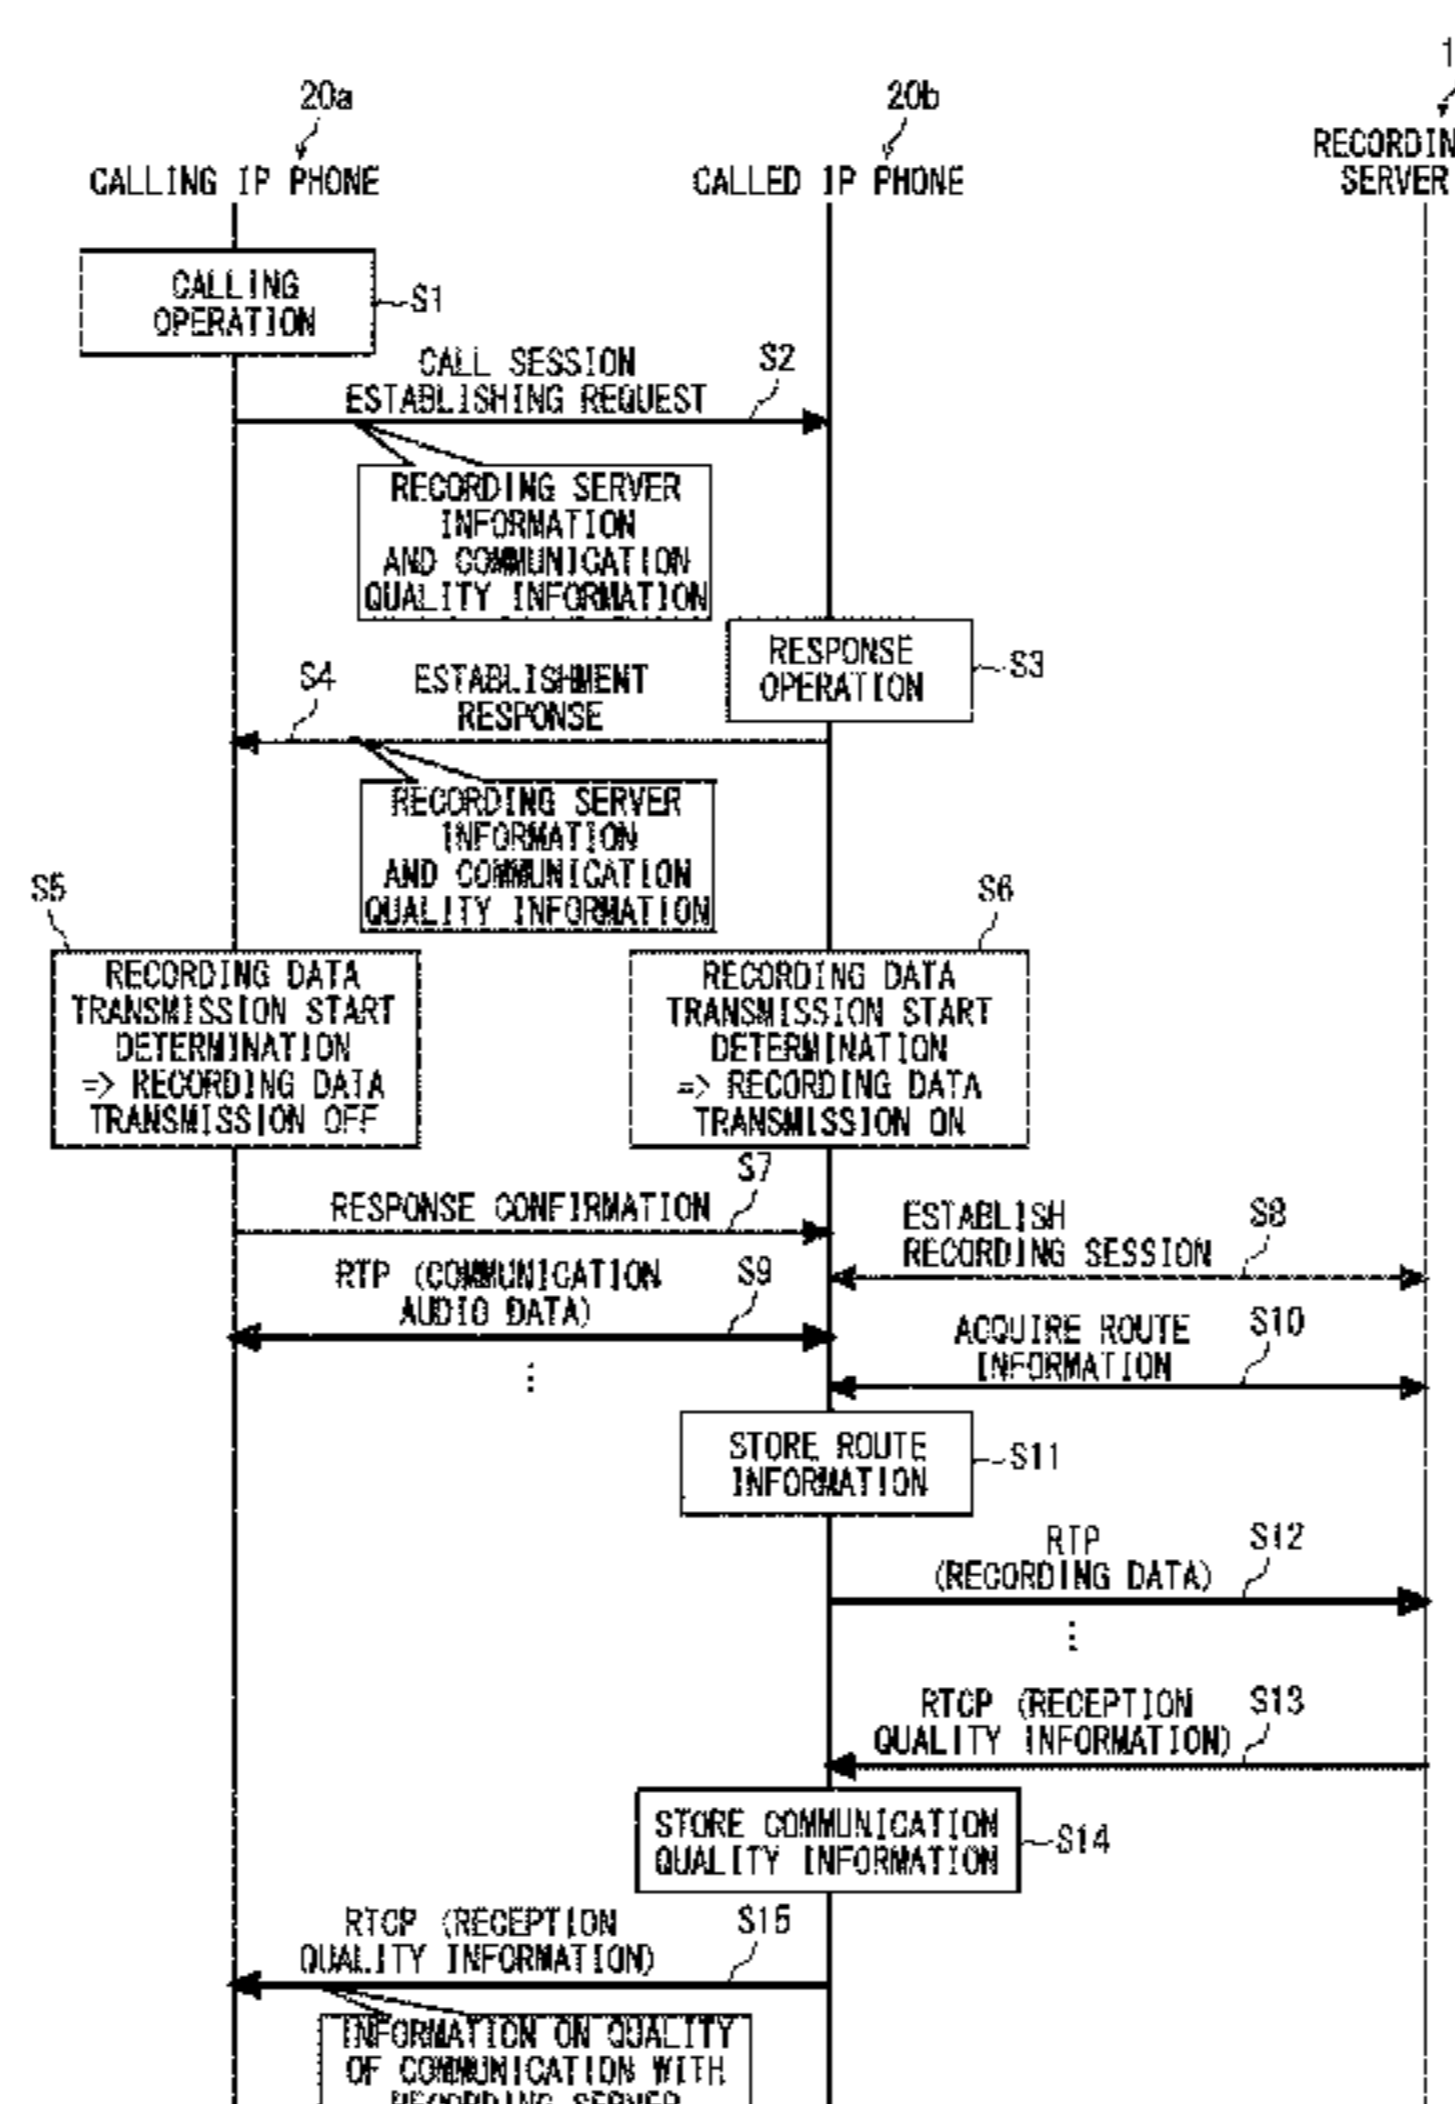 20a
20b
1
CALLING IP PHONE
CALLED IP PHONE
RECORDIN
SERVER
CALLING
OPERATION
S1
CALL SESSION
ESTABLISHING REQUEST
S2
RECORDING SERVER
INFORMATION
AND COMMUNICATION
QUALITY INFORMATION
RESPONSE
OPERATION
S3
S4
ESTABLISHMENT
RESPONSE
RECORDING SERVER
INFORMATION
AND COMMUNICATION
QUALITY INFORMATION
S5
RECORDING DATA
TRANSMISSION START
DETERMINATION
=> RECORDING DATA
TRANSMISSION OFF
S6
RECORDING DATA
TRANSMISSION START
DETERMINATION
=> RECORDING DATA
TRANSMISSION ON
RESPONSE CONFIRMATION
S7
ESTABLISH
RECORDING SESSION
S8
RTP (COMMUNICATION
AUDIO DATA)
S9
ACQUIRE ROUTE
INFORMATION
S10
STORE ROUTE
INFORMATION
S11
RTP
(RECORDING DATA)
S12
RTCP (RECEPTION
QUALITY INFORMATION)
S13
STORE COMMUNICATION
QUALITY INFORMATION
S14
RTCP (RECEPTION
QUALITY INFORMATION)
S15
INFORMATION ON QUALITY
OF COMMUNICATION WITH
RECORDING SERVER